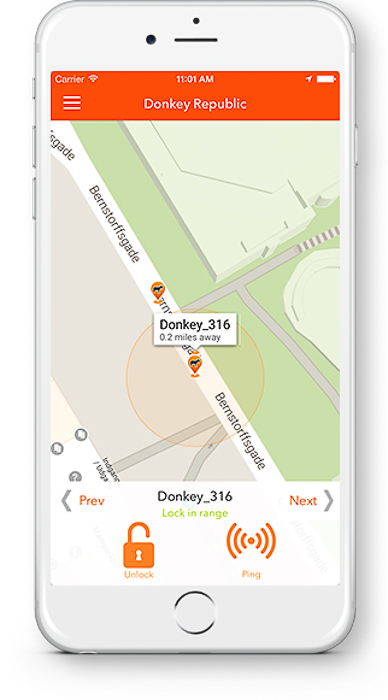 Carrier
11:01 AM
Donkey Republic
Bernstorffsgade
Donkey_316
0.2 miles away
Bernstorffsgade
Prev
Donkey_316
Next
Lock in range
Unlock
Ping